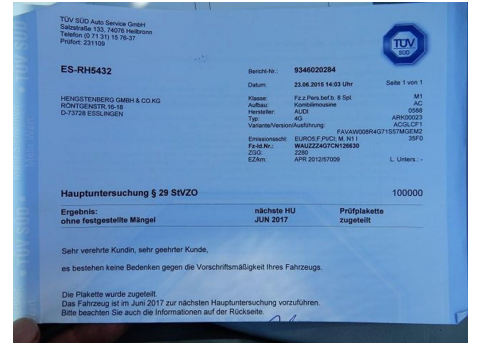 TÜV SÜD Auto Service GmbH
Salzstraße 133, 74076 Heilbronn
Telefon (0 71 31) 15 76-37
Prüfort: 231109
TÜV
SÜD
ES-RH5432
Bericht-Nr.: 9346020284
Datum: 23.06.2015 14:03 Uhr Seite 1 von 1
HENGSTENBERG GMBH & CO.KG
RÖNTGENSTR.16-18
D-73728 ESSLINGEN
Klasse: Fz.z.Pers.bef.b. 8 Spl. M1
Aufbau: Kombilimousine AC
Hersteller: AUDI 0588
Typ: 4G ARK00023
Variante/Version/Ausführung: ACGLCF1
FAVAW008R4G71S57MGEM2
Emissionsschl.: EURO5;F;PI/CI; M, N1 I 35F0
Fz-Id.Nr.: WAUZZZ4G7CN126630
ZGG: 2280
EZ/km: APR 2012/57009 L. Unters.: -
Hauptuntersuchung § 29 StVZO 100000
Ergebnis: nächste HU Prüfplakette
ohne festgestellte Mängel JUN 2017 zugeteilt
Sehr verehrte Kundin, sehr geehrter Kunde,
es bestehen keine Bedenken gegen die Vorschriftsmäßigkeit Ihres Fahrzeugs.
Die Plakette wurde zugeteilt.
Das Fahrzeug ist im Juni 2017 zur nächsten Hauptuntersuchung vorzuführen.
Bitte beachten Sie auch die Informationen auf der Rückseite.